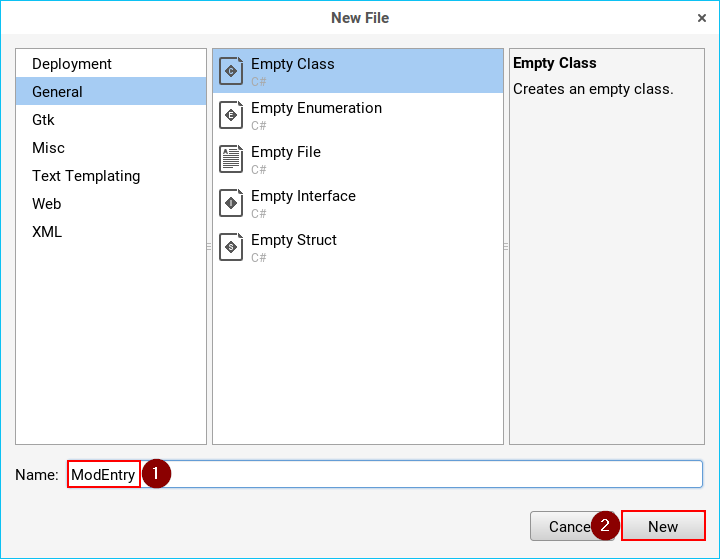 New File
Deployment
General
Gtk
Misc
Text Templating
Web
XML
Empty Class
C#
Empty Enumeration
C#
Empty File
C#
Empty Interface
C#
Empty Struct
C#
Empty Class
Creates an empty class.
Name: ModEntry 1
Cance 2 New